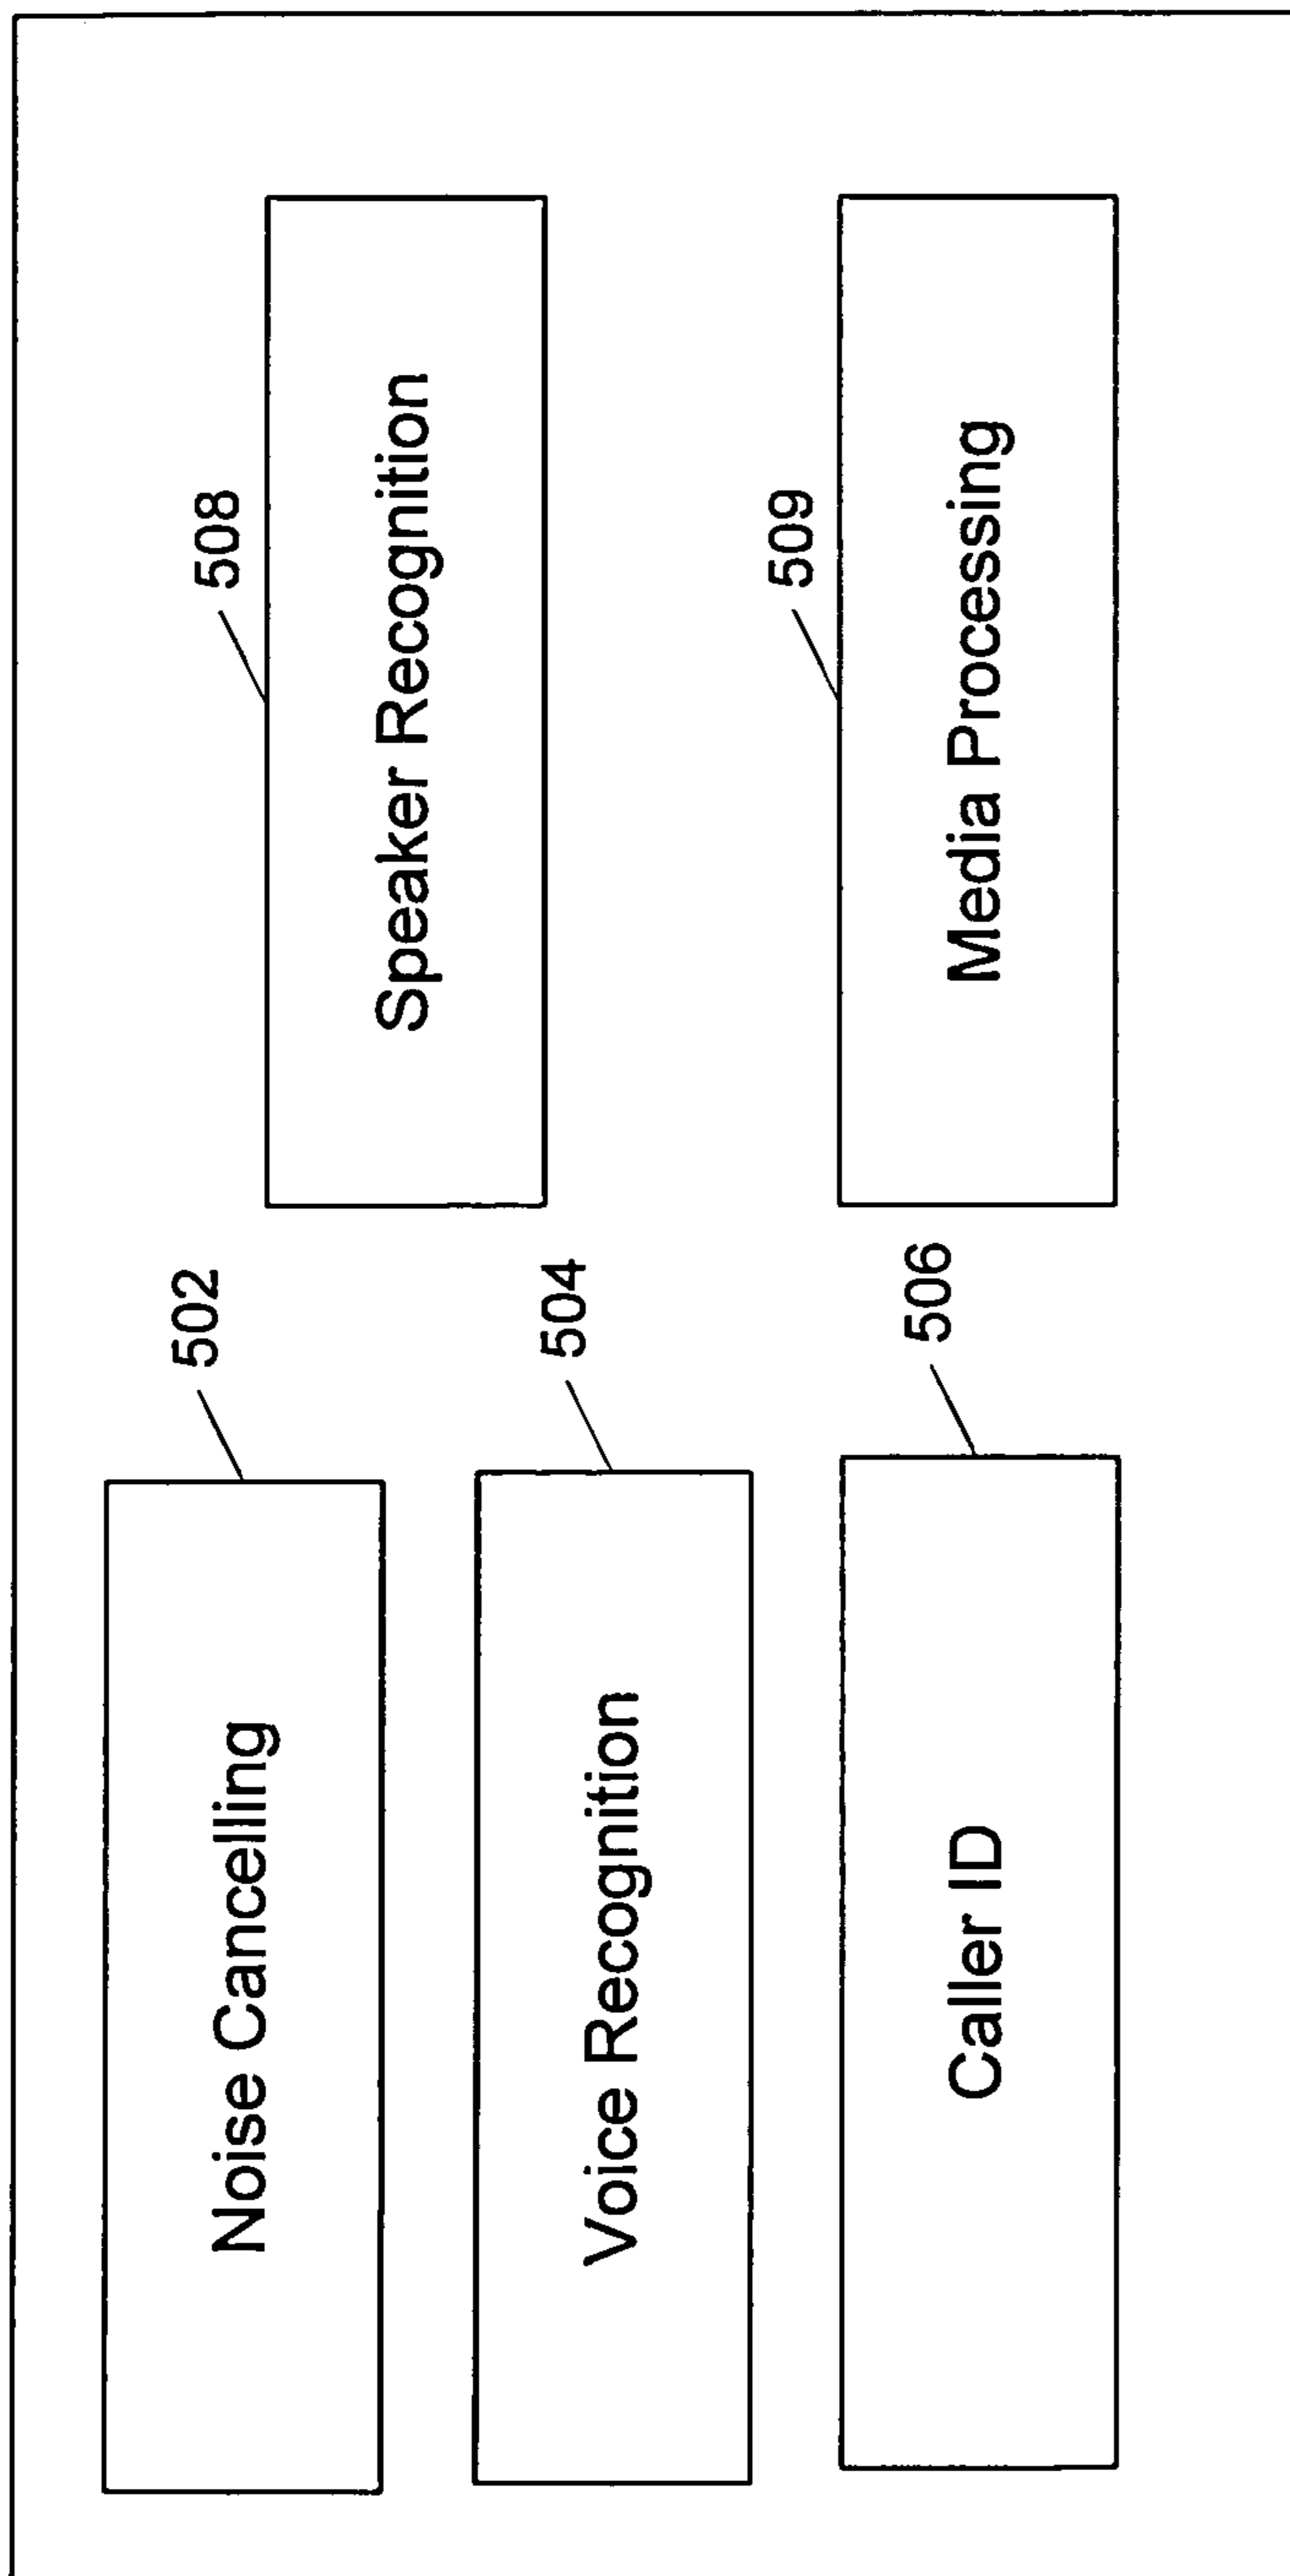 502
Noise Cancelling
504
Voice Recognition
506
Caller ID
508
Speaker Recognition
509
Media Processing